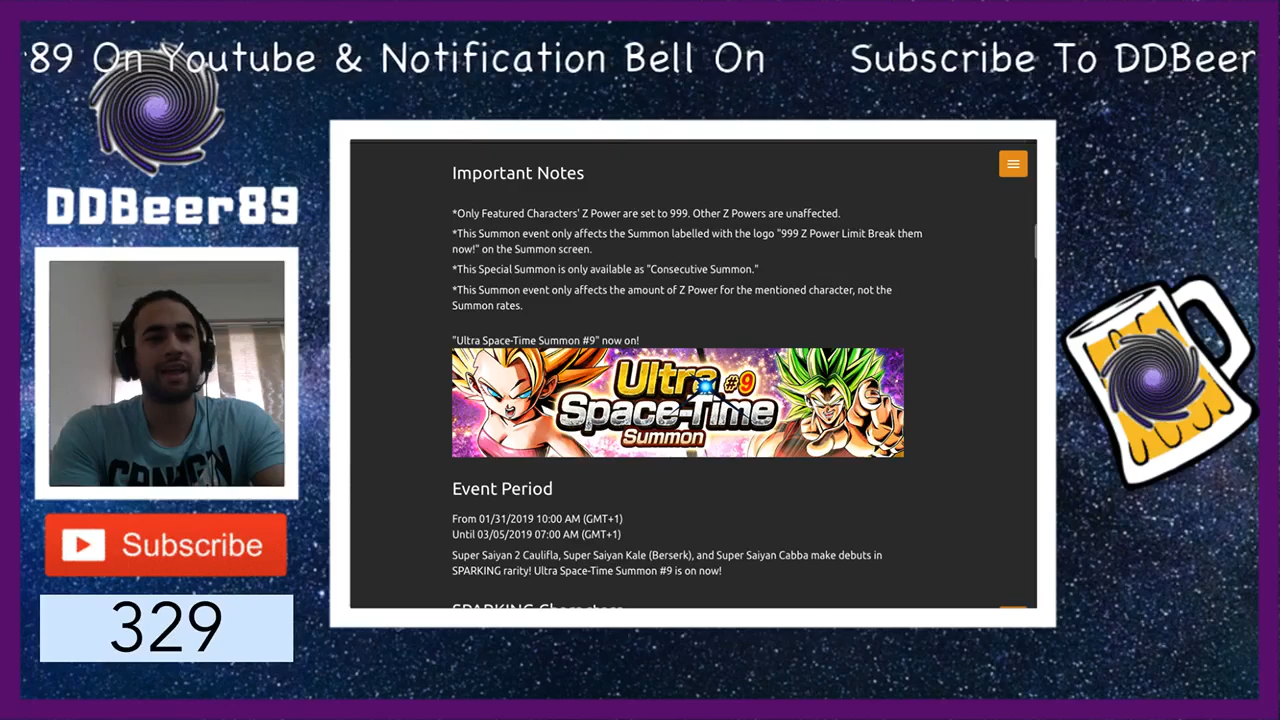 89 On Youtube & Notification Bell On Subscribe To DDBeer
DDBeer89
Subscribe
329
Important Notes
*Only Featured Characters' Z Power are set to 999. Other Z Powers are unaffected.
*This Summon event only affects the Summon labelled with the logo "999 Z Power Limit Break them
now!" on the Summon screen.
*This Special Summon is only available as "Consecutive Summon."
*This Summon event only affects the amount of Z Power for the mentioned character, not the
Summon rates.
"Ultra Space-Time Summon #9" now on!
Ultra #9
Space-Time
Summon
Event Period
From 01/31/2019 10:00 AM (GMT+1)
Until 03/05/2019 07:00 AM (GMT+1)
Super Saiyan 2 Caulifla, Super Saiyan Kale (Berserk), and Super Saiyan Cabba make debuts in
SPARKING rarity! Ultra Space-Time Summon #9 is on now!
SPARKING Characters